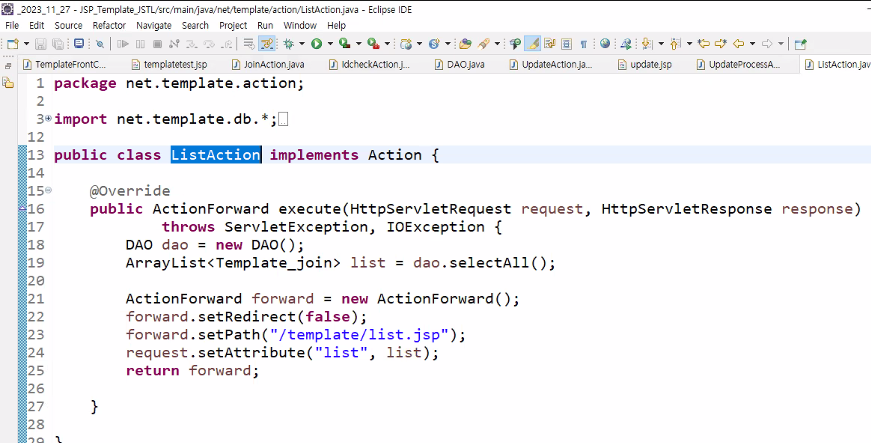 _2023_11_27 - JSP_Template_JSTL/src/main/java/net/template/action/ListAction.java - Eclipse IDE
File Edit Source Refactor Navigate Search Project Run Window Help
TemplateFrontC... templatetest.jsp JoinAction.java IdcheckAction.j... DAO.java UpdateAction.ja... update.jsp UpdateProcessA... ListAction.jav
1 package net.template.action;
2
3 import net.template.db.*;
12
13 public class ListAction implements Action {
14
15 @Override
16 public ActionForward execute(HttpServletRequest request, HttpServletResponse response)
17 throws ServletException, IOException {
18 DAO dao = new DAO();
19 ArrayList<Template_join> list = dao.selectAll();
20
21 ActionForward forward = new ActionForward();
22 forward.setRedirect(false);
23 forward.setPath("/template/list.jsp");
24 request.setAttribute("list", list);
25 return forward;
26
27 }
28
29 }